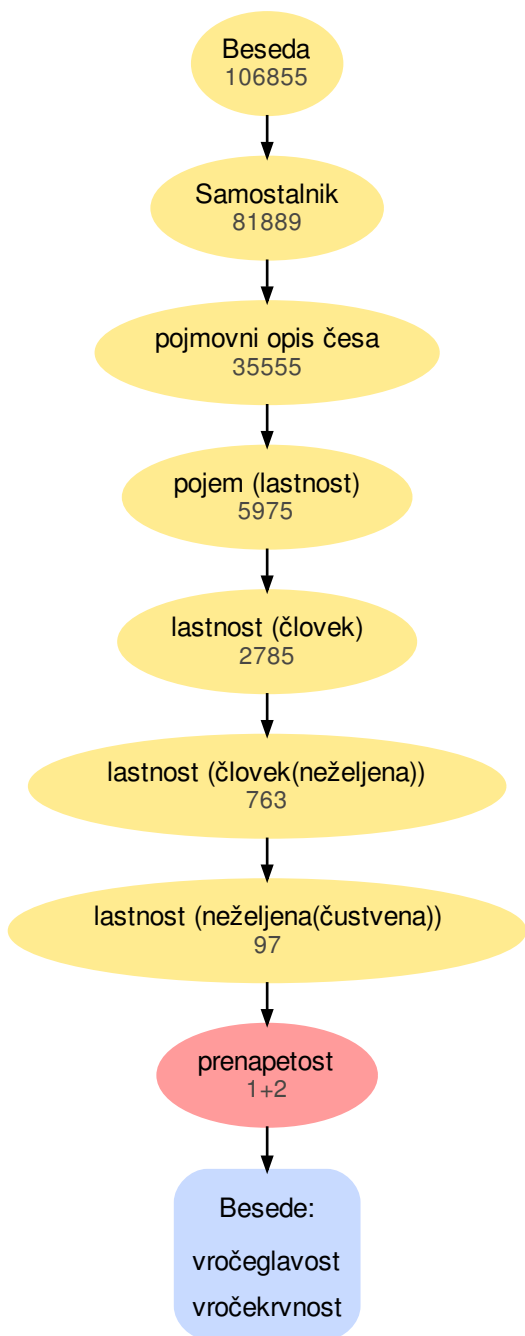 Beseda
106855
Samostalnik
81889
pojmovni opis česa
35555
pojem (lastnost)
5975
lastnost (človek)
2785
lastnost (človek(neželjena))
763
lastnost (neželjena(čustvena))
97
prenapetost
1+2
Besede:
vročeglavost
vročekrvnost